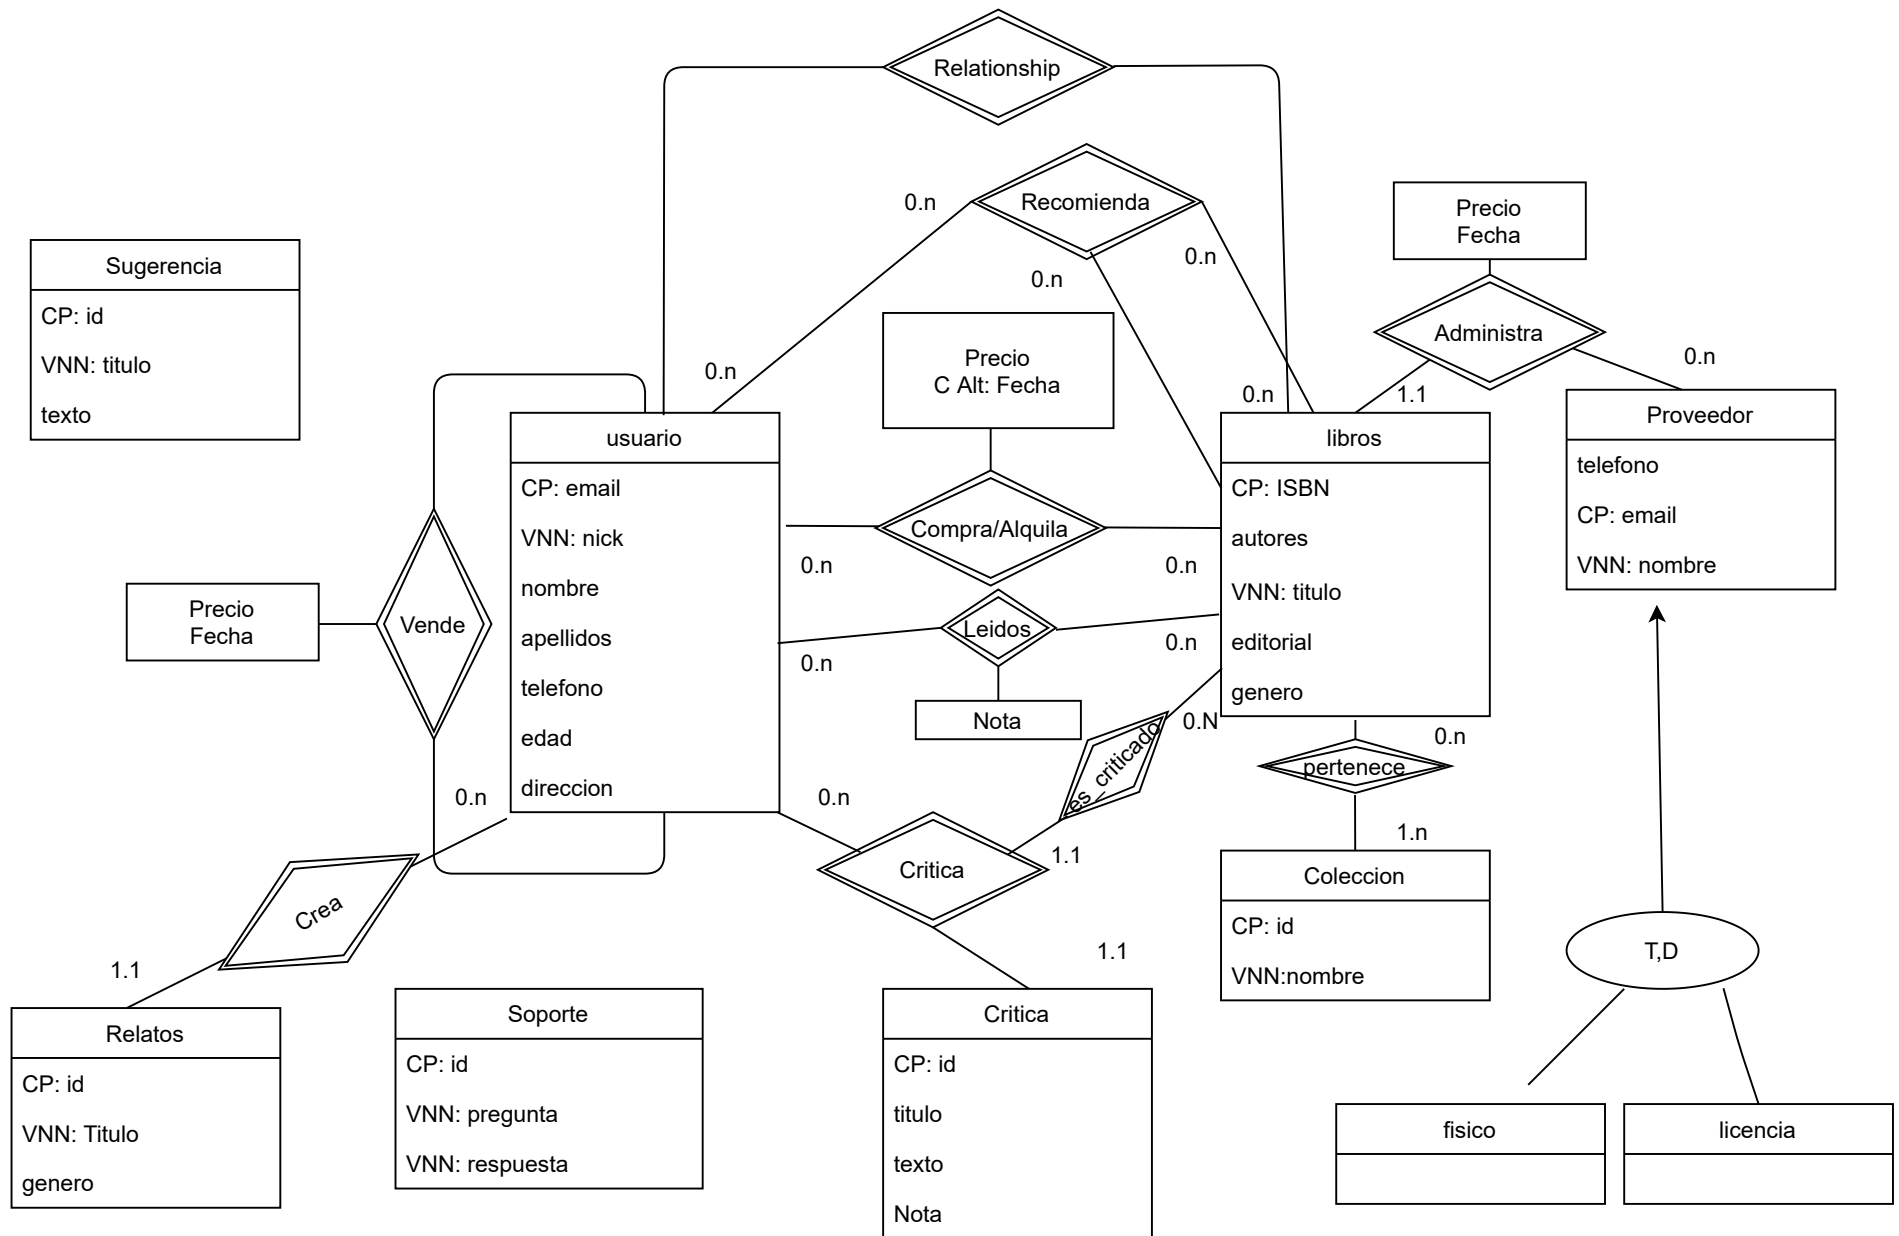 Relationship
0.n
Recomienda
0.n
0.n
Precio
Fecha
Administra
0.n
1.1
Sugerencia
CP: id
VNN: titulo
texto
Precio
C Alt: Fecha
0.n
0.n
usuario
CP: email
VNN: nick
nombre
apellidos
telefono
edad
direccion
Compra/Alquila
0.n
0.n
libros
CP: ISBN
autores
VNN: titulo
editorial
genero
Proveedor
telefono
CP: email
VNN: nombre
Precio
Fecha
Vende
Leidos
0.n
0.n
Nota
0.N
es_criticado
0.n
pertenece
0.n
0.n
Critica
1.1
1.n
Crea
1.1
Coleccion
CP: id
VNN:nombre
T,D
1.1
Relatos
CP: id
VNN: Titulo
genero
Soporte
CP: id
VNN: pregunta
VNN: respuesta
Critica
CP: id
titulo
texto
Nota
fisico
licencia